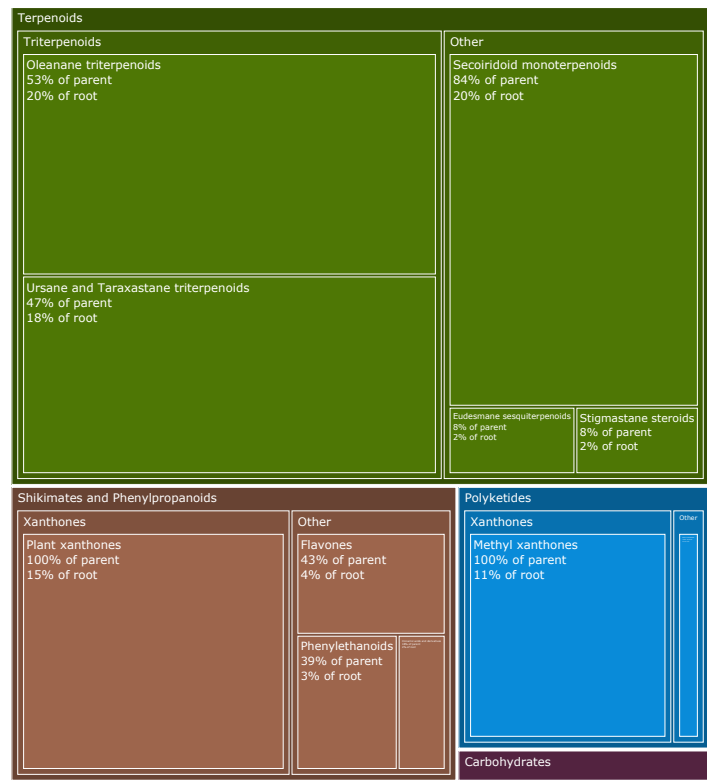 Terpenoids
Triterpenoids
Oleanane triterpenoids
53% of parent
20% of root
Ursane and Taraxastane triterpenoids
47% of parent
18% of root
Other
Secoiridoid monoterpenoids
84% of parent
20% of root
Eudesmane sesquiterpenoids
8% of parent
2% of root
Stigmastane steroids
8% of parent
2% of root
Shikimates and Phenylpropanoids
Xanthones
Plant xanthones
100% of parent
15% of root
Other
Flavones
43% of parent
4% of root
Phenylethanoids
39% of parent
3% of root
Polyketides
Xanthones
Methyl xanthones
100% of parent
11% of root
Other
Carbohydrates